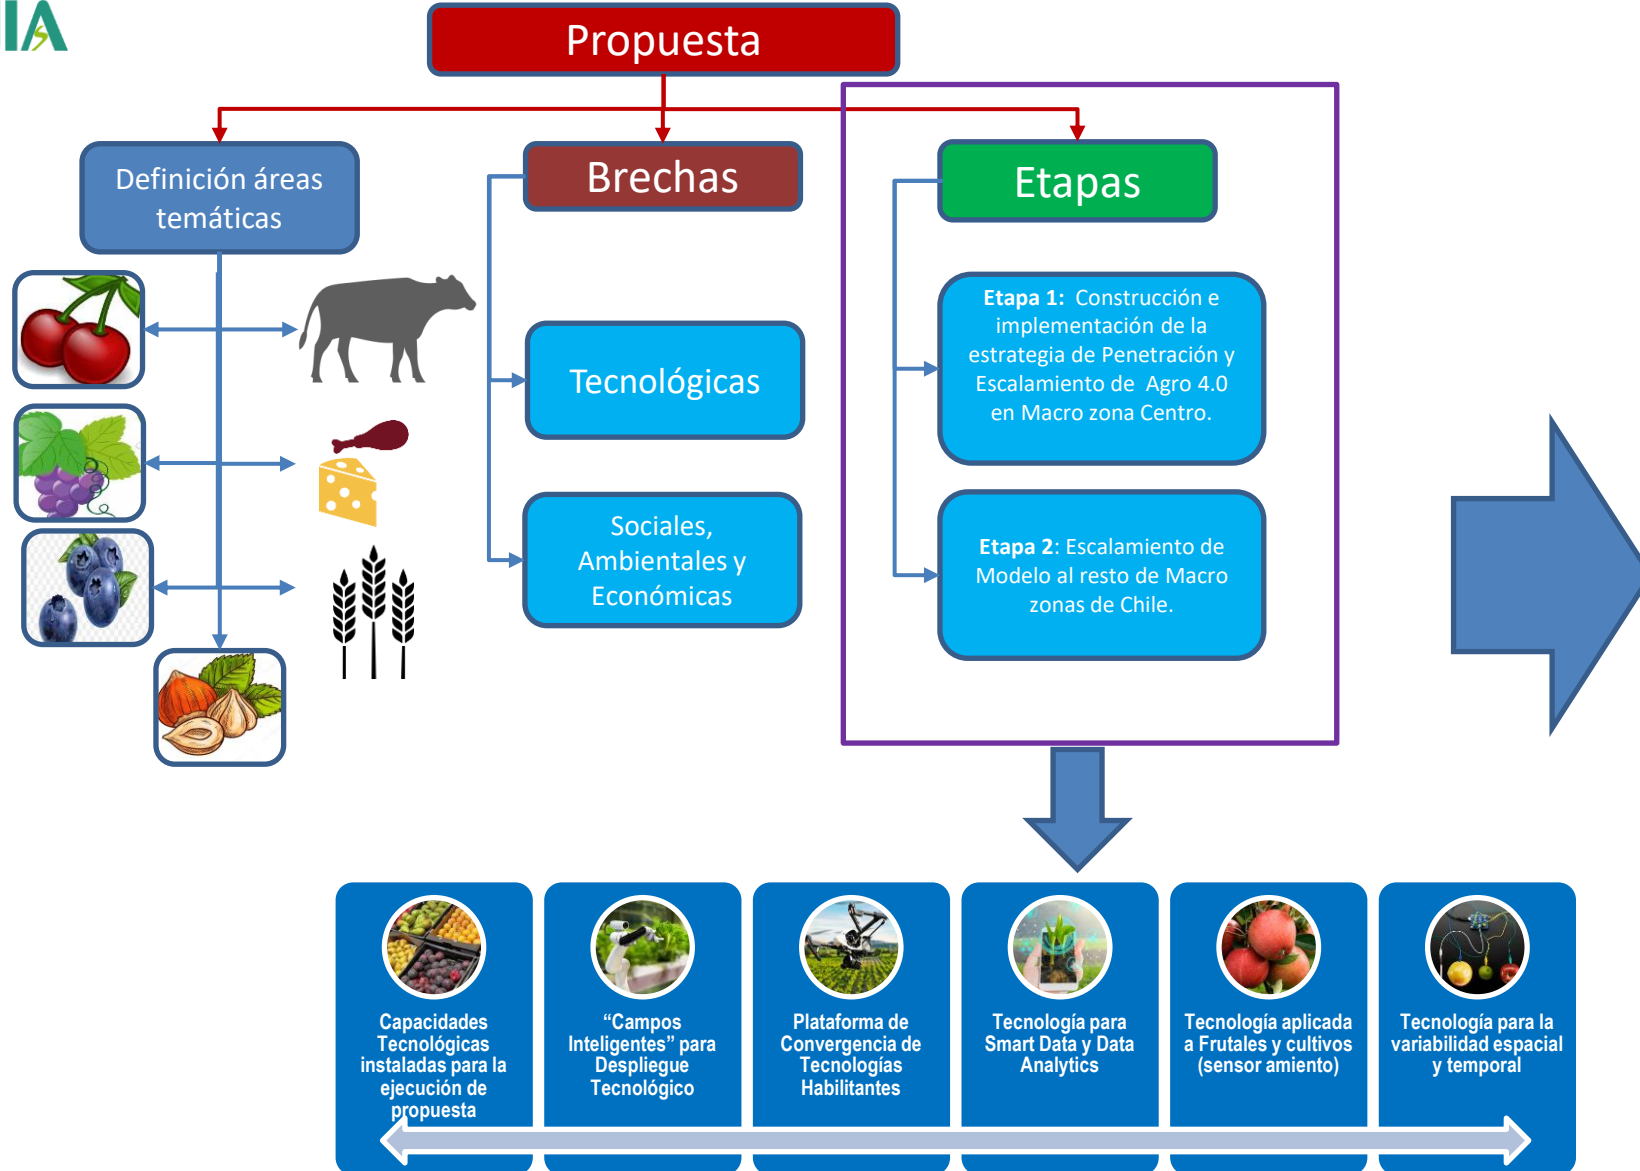 IA
Propuesta
Definición áreas
temáticas
Brechas
Tecnológicas
Sociales,
Ambientales y
Económicas
Etapas
Etapa 1: Construcción e
implementación de la
estrategia de Penetración y
Escalamiento de Agro 4.0
en Macro zona Centro.
Etapa 2: Escalamiento de
Modelo al resto de Macro
zonas de Chile.
Capacidades
Tecnológicas
instaladas para la
ejecución de
propuesta
“Campos
Inteligentes” para
Despliegue
Tecnológico
Plataforma de
Convergencia de
Tecnologías
Habilitantes
Tecnología para
Smart Data y Data
Analytics
Tecnología aplicada
a Frutales y cultivos
(sensor amiento)
Tecnología para la
variabilidad espacial
y temporal